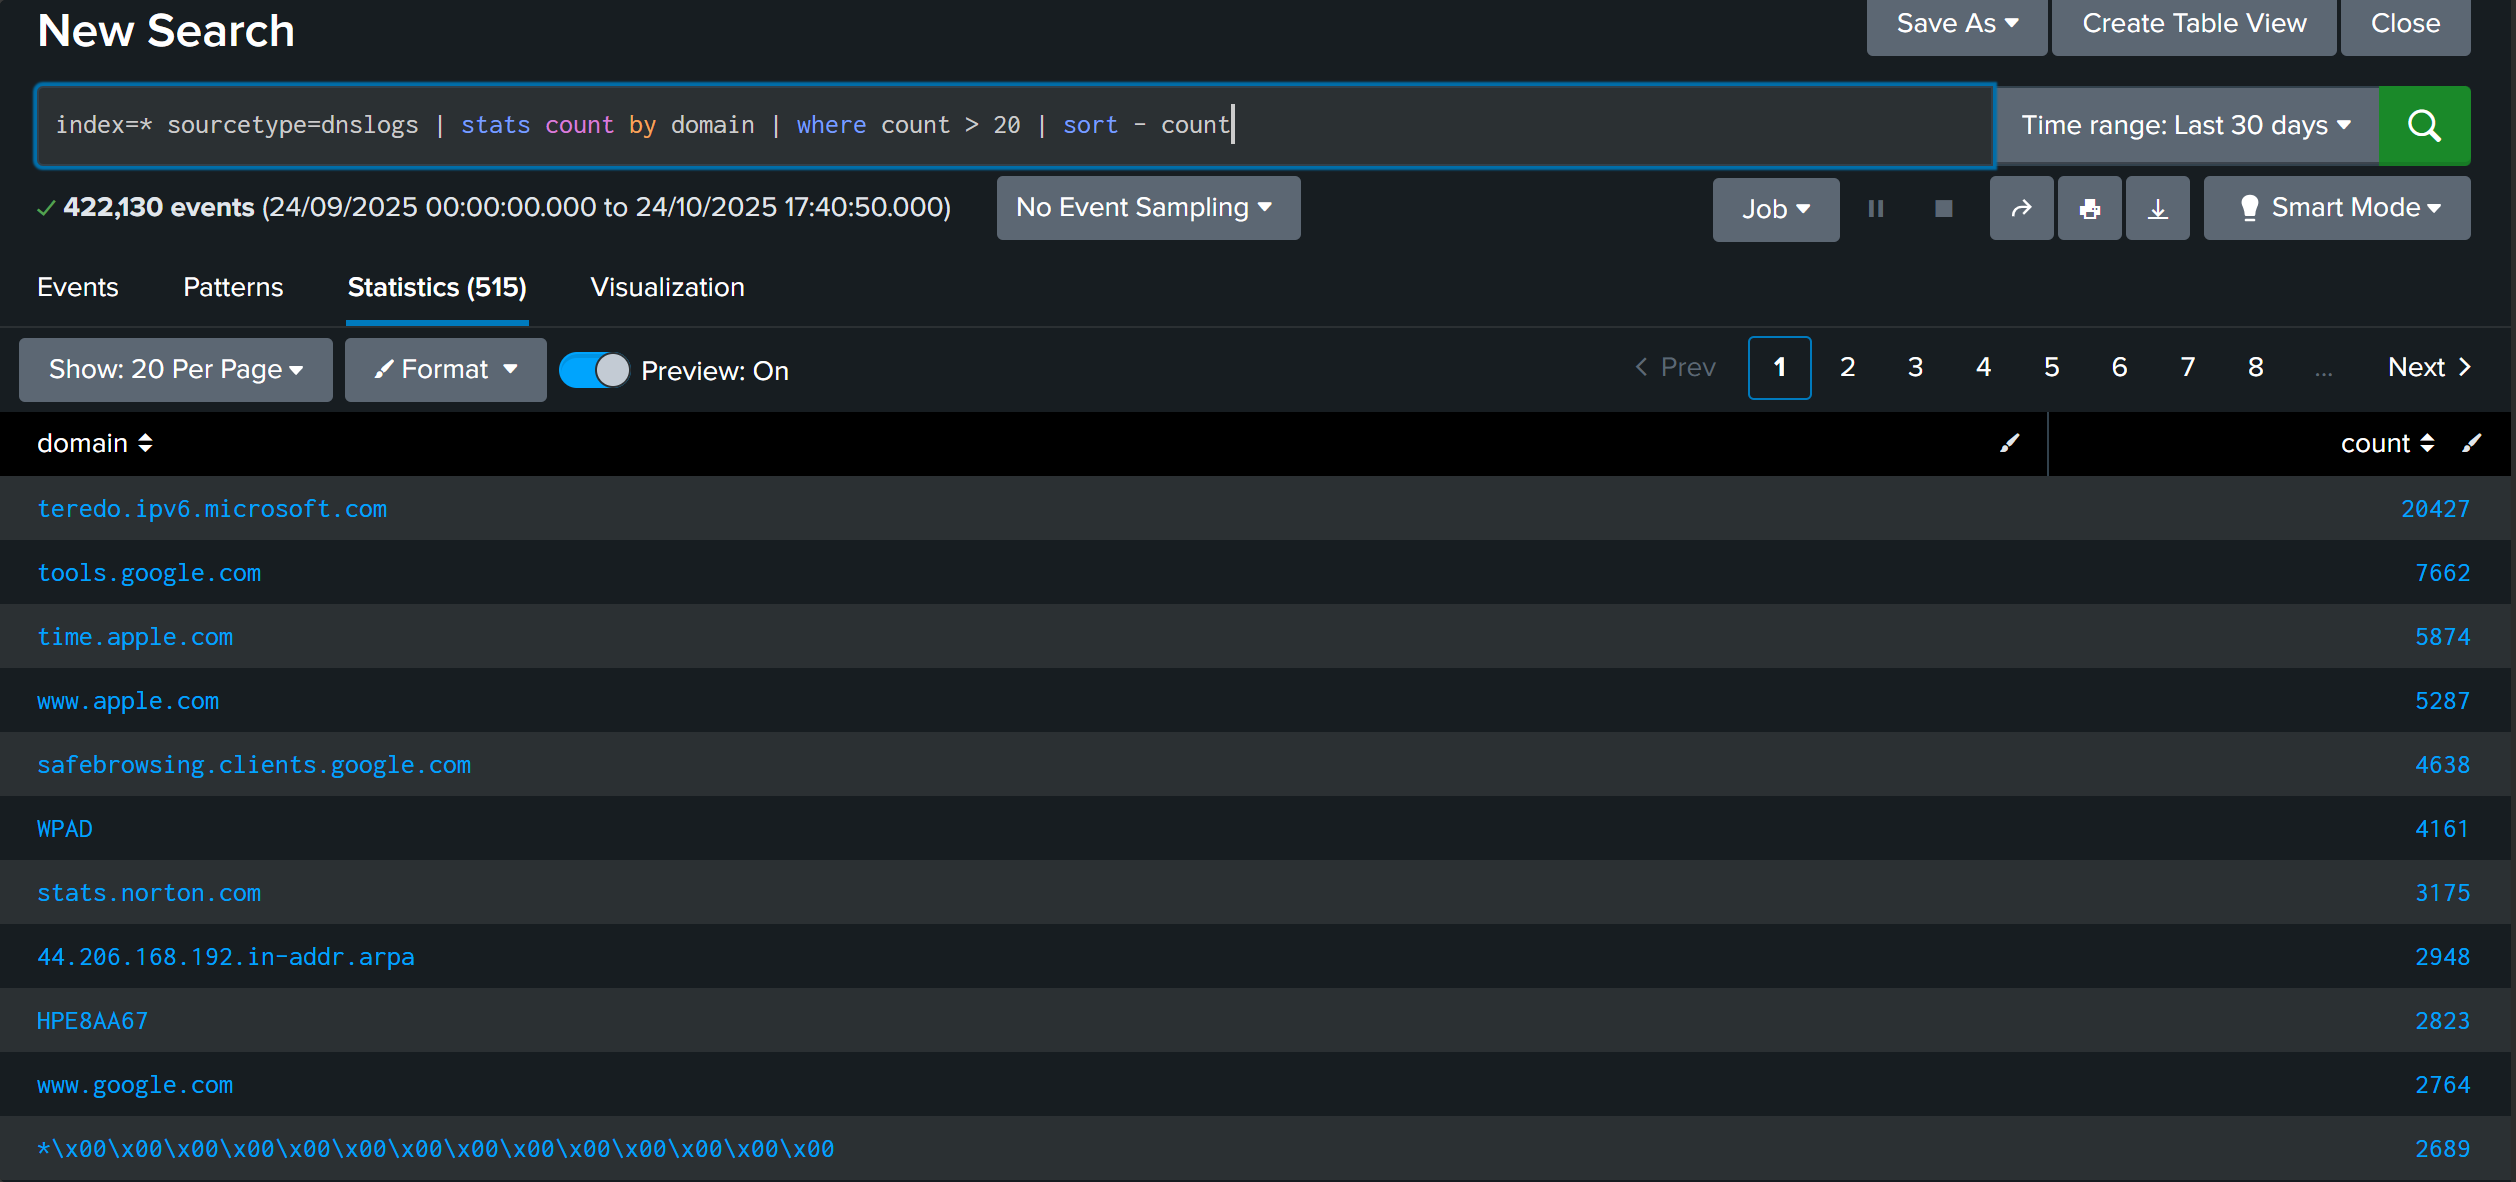 New Search
Save As
Create Table View
Close
index=* sourcetype=dnslogs | stats count by domain | where count > 20 | sort - count
Time range: Last 30 days
422,130 events (24/09/2025 00:00:00.000 to 24/10/2025 17:40:50.000)
No Event Sampling
Job
Smart Mode
Events
Patterns
Statistics (515)
Visualization
Show: 20 Per Page
Format
Preview: On
Prev 1 2 3 4 5 6 7 8 ... Next
domain count
teredo.ipv6.microsoft.com 20427
tools.google.com 7662
time.apple.com 5874
www.apple.com 5287
safebrowsing.clients.google.com 4638
WPAD 4161
stats.norton.com 3175
44.206.168.192.in-addr.arpa 2948
HPE8AA67 2823
www.google.com 2764
*\x00\x00\x00\x00\x00\x00\x00\x00\x00\x00\x00\x00\x00\x00 2689